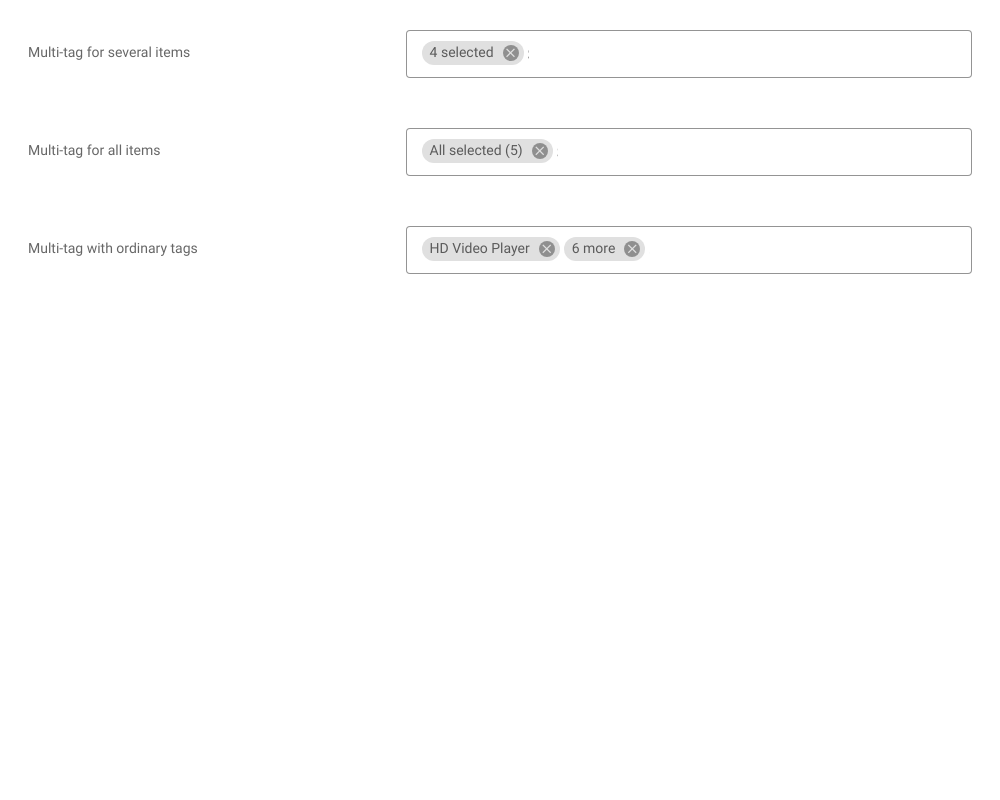 Multi-tag for several items
4 selected
Multi-tag for all items
All selected (5)
Multi-tag with ordinary tags
HD Video Player 6 more